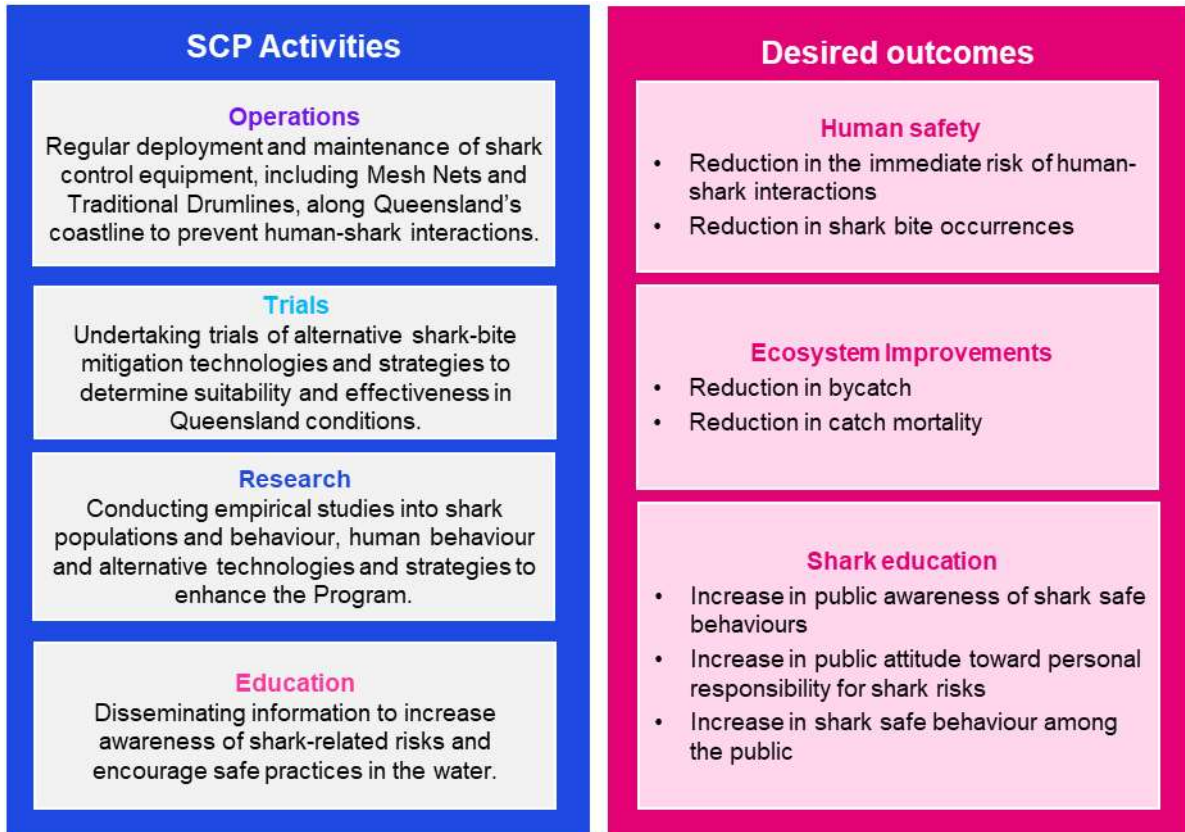 SCP Activities
Operations
Regular deployment and maintenance of shark
control equipment, including Mesh Nets and
Traditional Drumlines, along Queensland's
coastline to prevent human-shark interactions.
Trials
Undertaking trials of alternative shark-bite
mitigation technologies and strategies to
determine suitability and effectiveness in
Queensland conditions.
Research
Conducting empirical studies into shark
populations and behaviour, human behaviour
and alternative technologies and strategies to
enhance the Program.
Education
Disseminating information to increase
awareness of shark-related risks and
encourage safe practices in the water.
Desired outcomes
Human safety
• Reduction in the immediate risk of human-
shark interactions
• Reduction in shark bite occurrences
Ecosystem Improvements
• Reduction in bycatch
• Reduction in catch mortality
Shark education
• Increase in public awareness of shark safe
behaviours
• Increase in public attitude toward personal
responsibility for shark risks
• Increase in shark safe behaviour among
the public